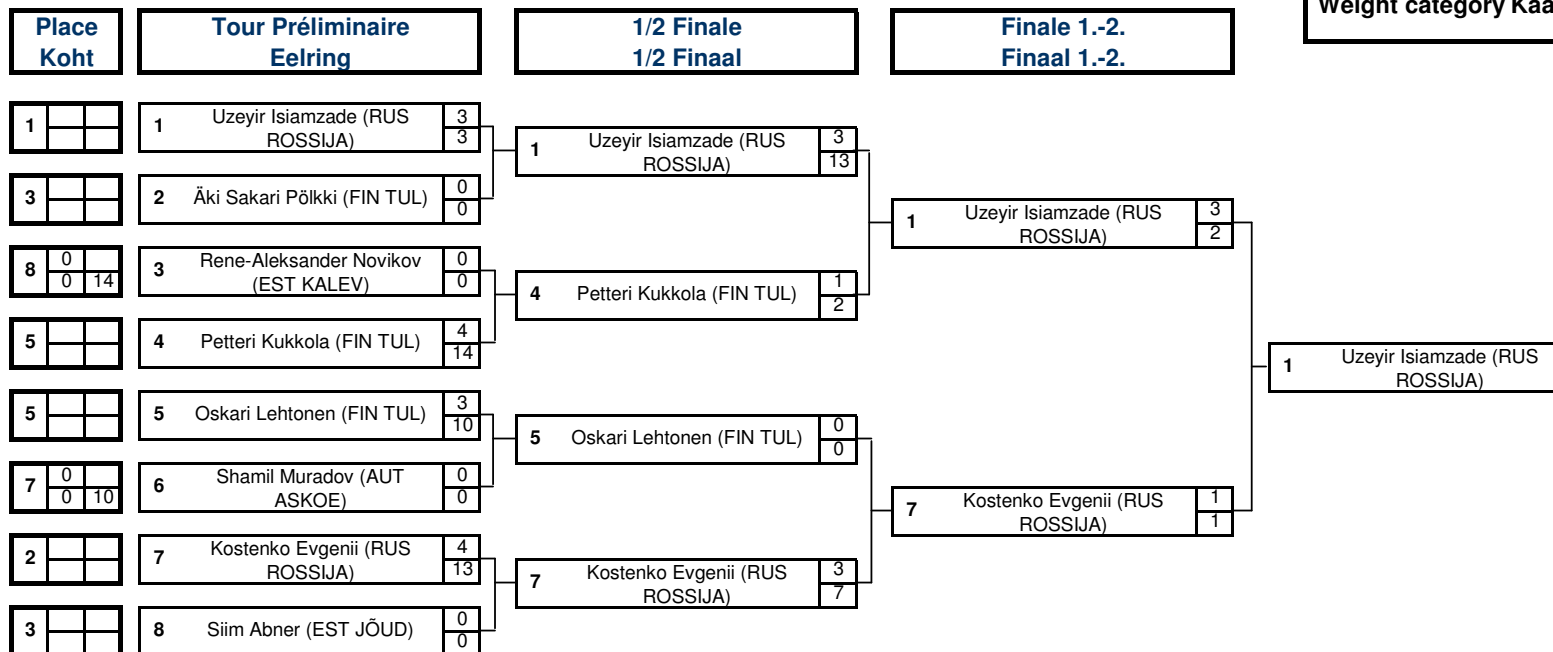 Place
Koht
Tour Préliminaire
Eelring
1/2 Finale
1/2 Finaal
Finale 1.-2.
Finaal 1.-2.
Weight category Kaa
1
1 Uzeyir Isiamzade (RUS
ROSSIJA)
3
3
3
2 Äki Sakari Pölkki (FIN TUL)
0
0
1 Uzeyir Isiamzade (RUS
ROSSIJA)
3
13
8
0
0 14
3 Rene-Aleksander Novikov
(EST KALEV)
0
0
5
4 Petteri Kukkola (FIN TUL)
4
14
4 Petteri Kukkola (FIN TUL)
1
2
1 Uzeyir Isiamzade (RUS
ROSSIJA)
3
2
5
5 Oskari Lehtonen (FIN TUL)
3
10
7
0
0 10
6 Shamil Muradov (AUT
ASKOE)
0
0
5 Oskari Lehtonen (FIN TUL)
0
0
2
7 Kostenko Evgenii (RUS
ROSSIJA)
4
13
3
8 Siim Abner (EST JÕUD)
0
0
7 Kostenko Evgenii (RUS
ROSSIJA)
3
7
7 Kostenko Evgenii (RUS
ROSSIJA)
1
1
1 Uzeyir Isiamzade (RUS
ROSSIJA)